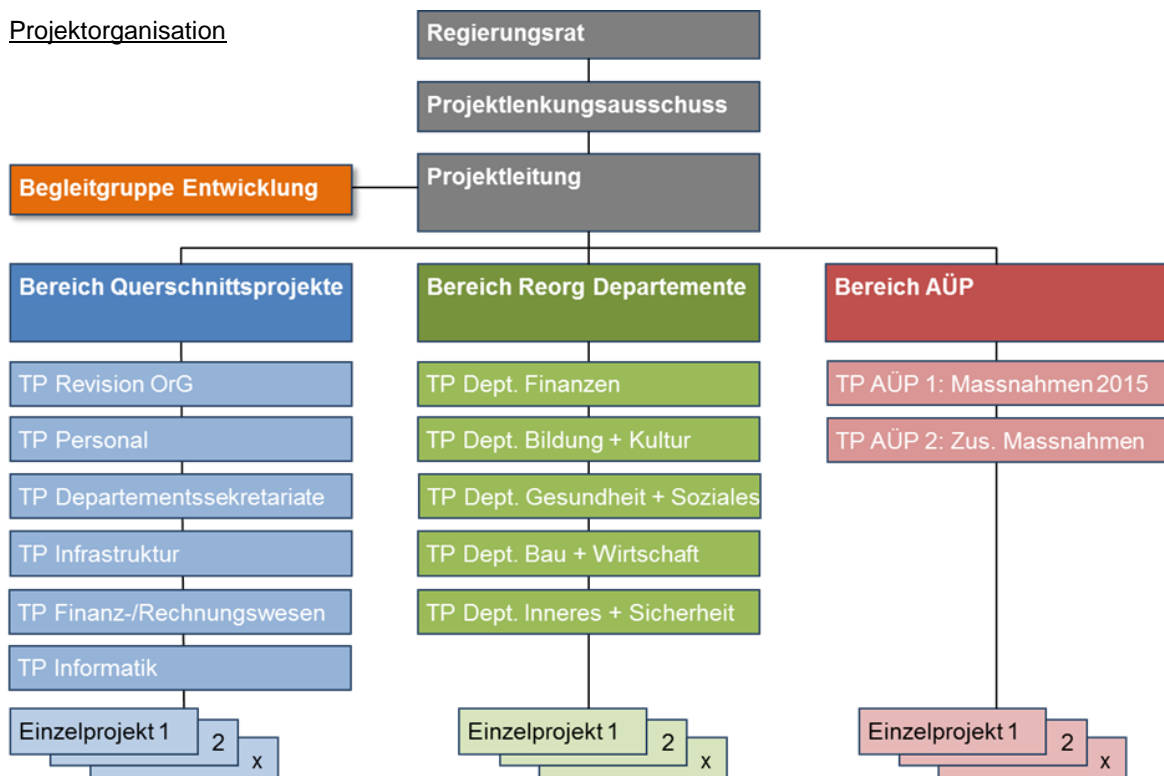 Projektorganisation
Regierungsrat
Projektlenkungsausschuss
Projektleitung
Begleitgruppe Entwicklung
Bereich Querschnittsprojekte
TP Revision OrG
TP Personal
TP Departementssekretariate
TP Infrastruktur
TP Finanz-/Rechnungswesen
TP Informatik
Einzelprojekt 1
2
x
Bereich Reorg Departemente
TP Dept. Finanzen
TP Dept. Bildung + Kultur
TP Dept. Gesundheit + Soziales
TP Dept. Bau + Wirtschaft
TP Dept. Inneres + Sicherheit
Einzelprojekt 1
2
x
Bereich AÜP
TP AÜP 1: Massnahmen 2015
TP AÜP 2: Zus. Massnahmen
Einzelprojekt 1
2
x